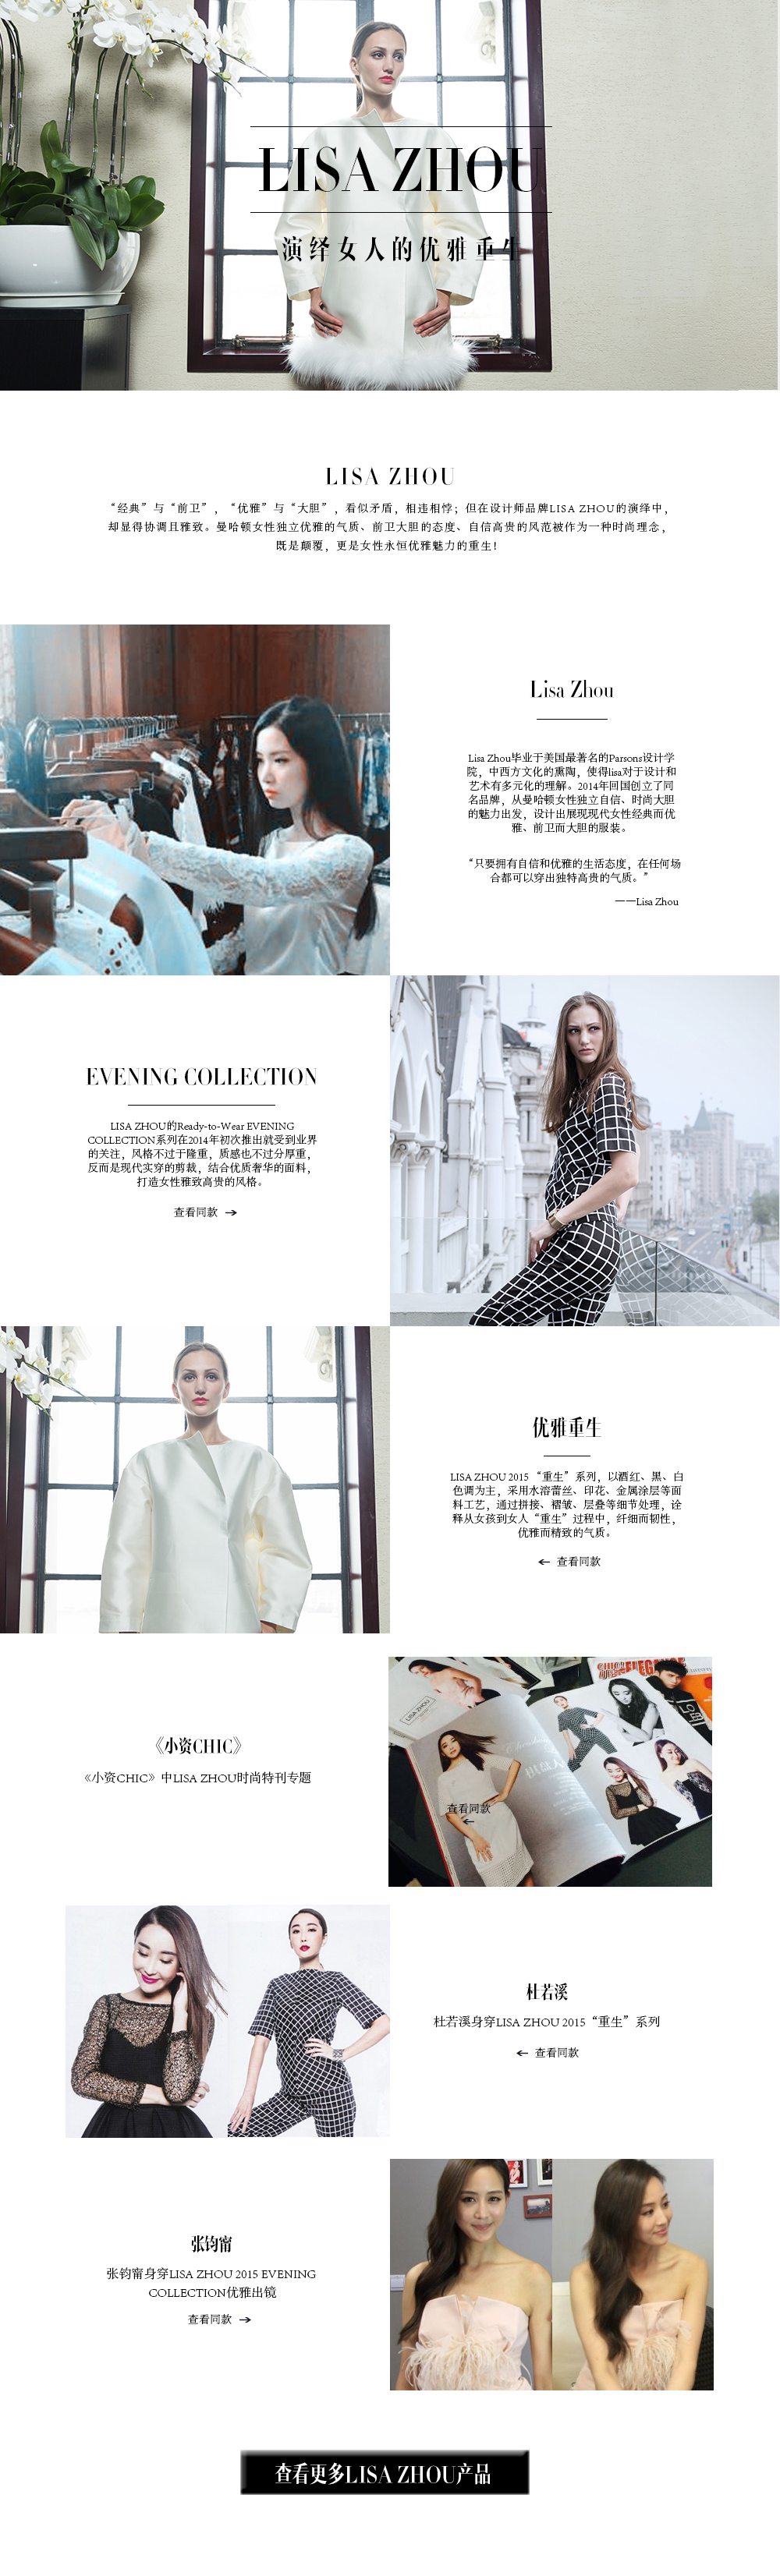 LISA ZHOU
演绎女人的优雅重生
LISA ZHOU
“经典”与“前卫”，“优雅”与“大胆”，看似矛盾，相违相悖；但在设计师品牌LISA ZHOU的演绎中，
却显得协调且雅致。曼哈顿女性独立优雅的气质、前卫大胆的态度、自信高贵的风范被作为一种时尚理念，
既是颠覆，更是女性永恒优雅魅力的重生！
Lisa Zhou
Lisa Zhou毕业于美国最著名的Parsons设计学
院，中西方文化的熏陶，使得lisa对于设计和
艺术有多元化的理解。2014年回国创立了同
名品牌，从曼哈顿女性独立自信、时尚大胆
的魅力出发，设计出展现现代女性经典而优
雅、前卫而大胆的服装。
“只要拥有自信和优雅的生活态度，在任何场
合都可以穿出独特高贵的气质。”
——Lisa Zhou
EVENING COLLECTION
LISA ZHOU的Ready-to-Wear EVENING
COLLECTION系列在2014年初次推出就受到业界
的关注，风格不过于隆重，质感也不过分厚重，
反而是现代实穿的剪裁，结合优质奢华的面料，
打造女性雅致高贵的风格。
查看同款 →
优雅重生
LISA ZHOU 2015 “重生”系列，以酒红、黑、白
色调为主，采用水溶蕾丝、印花、金属涂层等面
料工艺，通过拼接、褶皱、层叠等细节处理，诠
释从女孩到女人“重生”过程中，纤细而韧性，
优雅而精致的气质。
← 查看同款
《小资CHIC》
《小资CHIC》中LISA ZHOU时尚特刊专题
LISA ZHOU
查看同款
←
杜若溪
杜若溪身穿LISA ZHOU 2015“重生”系列
← 查看同款
张钧甯
张钧甯身穿LISA ZHOU 2015 EVENING
COLLECTION优雅出镜
查看同款 →
查看更多LISA ZHOU产品